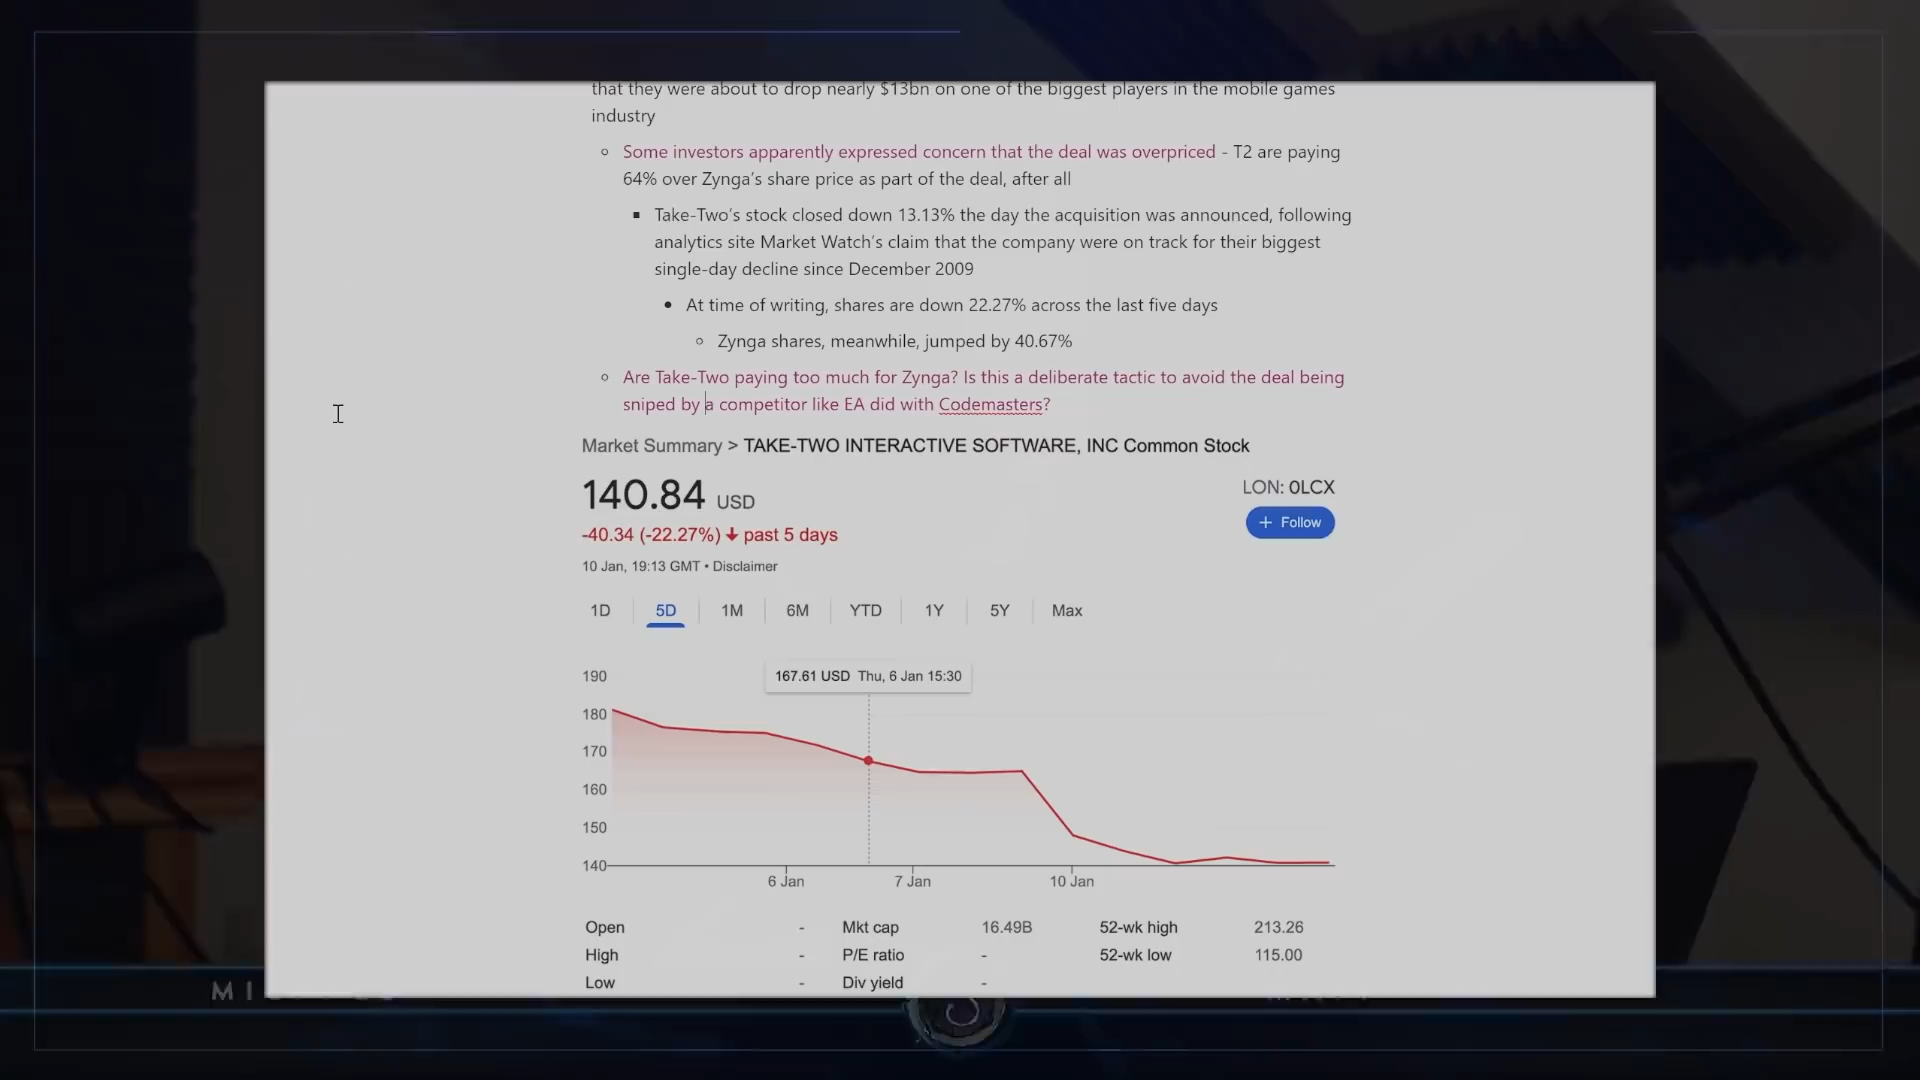 that they were about to drop nearly $13bn on one of the biggest players in the mobile games
industry
Some investors apparently expressed concern that the deal was overpriced - T2 are paying
64% over Zynga's share price as part of the deal, after all
Take-Two's stock closed down 13.13% the day the acquisition was announced, following
analytics site Market Watch's claim that the company were on track for their biggest
single-day decline since December 2009
At time of writing, shares are down 22.27% across the last five days
Zynga shares, meanwhile, jumped by 40.67%
Are Take-Two paying too much for Zynga? Is this a deliberate tactic to avoid the deal being
sniped by a competitor like EA did with Codemasters?
Market Summary > TAKE-TWO INTERACTIVE SOFTWARE, INC Common Stock
140.84 USD
LON: 0LCX
+ Follow
-40.34 (-22.27%) ↓ past 5 days
10 Jan, 19:13 GMT • Disclaimer
1D 5D 1M 6M YTD 1Y 5Y Max
167.61 USD Thu, 6 Jan 15:30
190
180
170
160
150
140
6 Jan 7 Jan 10 Jan
Open - Mkt cap 16.49B 52-wk high 213.26
High - P/E ratio - 52-wk low 115.00
Low - Div yield -